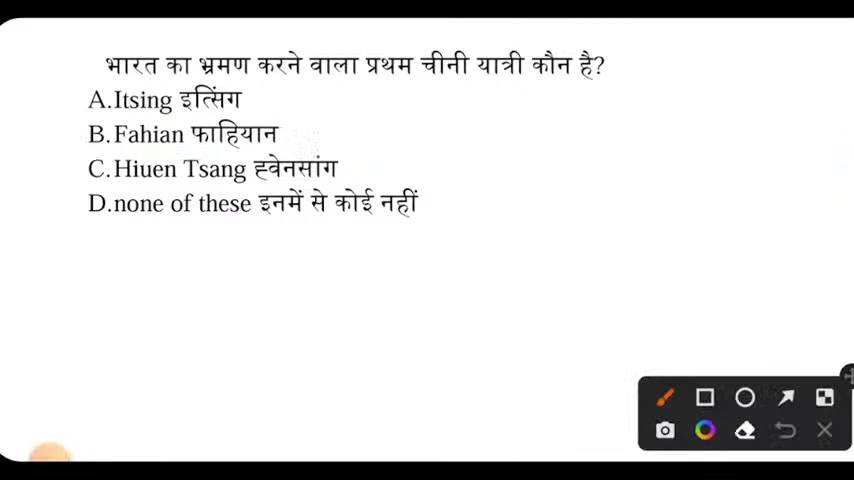 भारत का भ्रमण करने वाला प्रथम चीनी यात्री कौन है?
A.Itsing इत्सिंग
B.Fahian फाहियान
C.Hiuen Tsang ह्वेनसांग
D.none of these इनमें से कोई नहीं